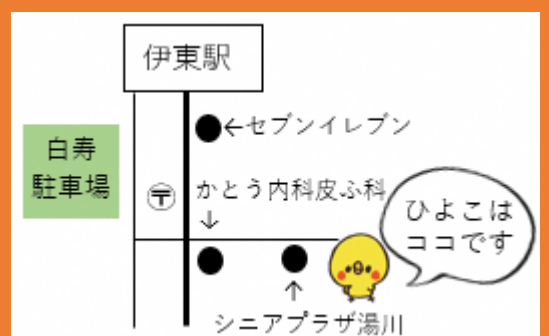 伊東駅
←セブンイレブン
白寿
駐車場
〒
かとう内科皮ふ科
↓
ひよこは
ココです
↑
シニアプラザ湯川